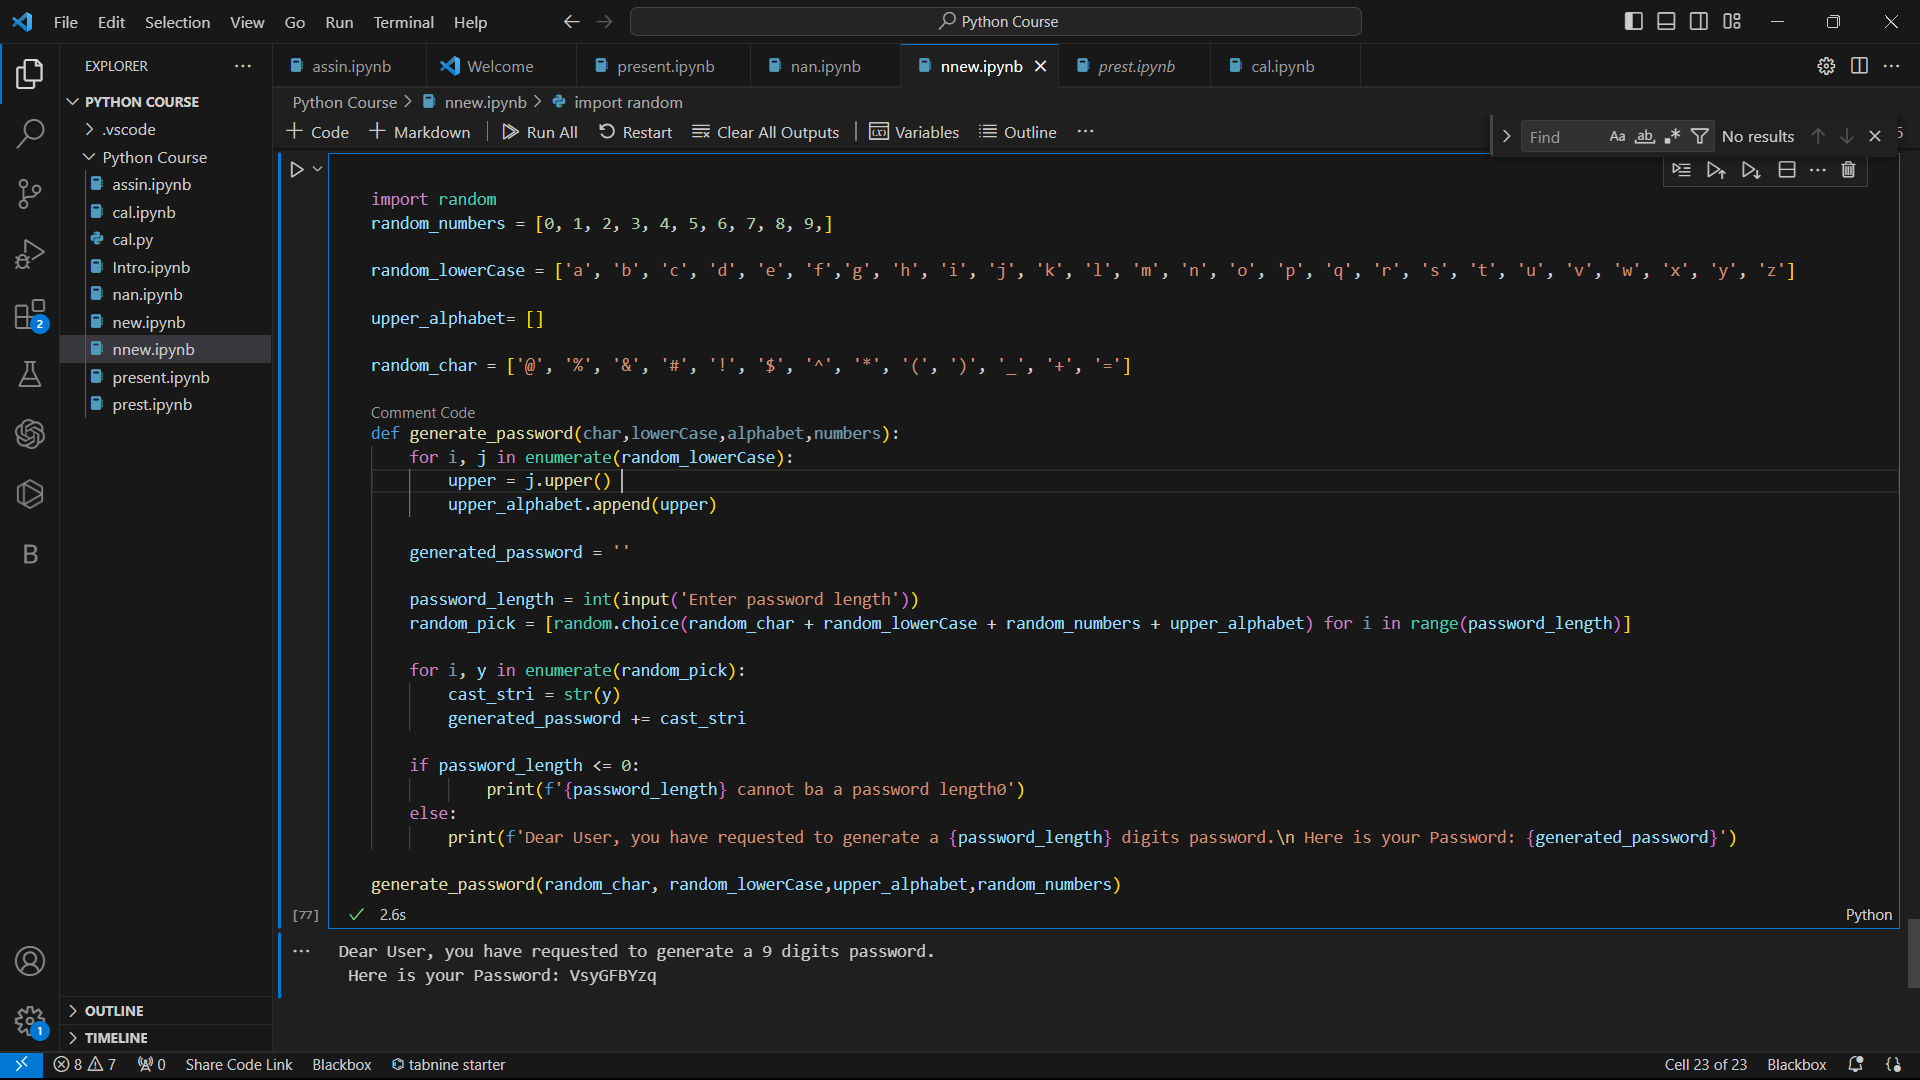 File Edit Selection View Go Run Terminal Help
Python Course
EXPLORER
assin.ipynb Welcome present.ipynb nan.ipynb nnew.ipynb prest.ipynb cal.ipynb
PYTHON COURSE
.vscode
Python Course
assin.ipynb
cal.ipynb
cal.py
Intro.ipynb
nan.ipynb
new.ipynb
nnew.ipynb
present.ipynb
prest.ipynb
OUTLINE
TIMELINE
2
B
1
Python Course > nnew.ipynb > import random
+ Code + Markdown Run All Restart Clear All Outputs Variables Outline ...
Find Aa ab .* No results
5
import random
random_numbers = [0, 1, 2, 3, 4, 5, 6, 7, 8, 9,]
random_lowerCase = ['a', 'b', 'c', 'd', 'e', 'f','g', 'h', 'i', 'j', 'k', 'l', 'm', 'n', 'o', 'p', 'q', 'r', 's', 't', 'u', 'v', 'w', 'x', 'y', 'z']
upper_alphabet= []
random_char = ['@', '%', '&', '#', '!', '$', '^', '*', '(', ')', '_', '+', '=']
Comment Code
def generate_password(char,lowerCase,alphabet,numbers):
    for i, j in enumerate(random_lowerCase):
        upper = j.upper()
        upper_alphabet.append(upper)
    generated_password = ''
    password_length = int(input('Enter password length'))
    random_pick = [random.choice(random_char + random_lowerCase + random_numbers + upper_alphabet) for i in range(password_length)]
    for i, y in enumerate(random_pick):
        cast_stri = str(y)
        generated_password += cast_stri
    if password_length <= 0:
            print(f'{password_length} cannot ba a password length0')
    else:
        print(f'Dear User, you have requested to generate a {password_length} digits password.\n Here is your Password: {generated_password}')
generate_password(random_char, random_lowerCase,upper_alphabet,random_numbers)
[77] 2.6s Python
... Dear User, you have requested to generate a 9 digits password.
Here is your Password: VsyGFBYzq
8 7 0 Share Code Link Blackbox tabnine starter Cell 23 of 23 Blackbox